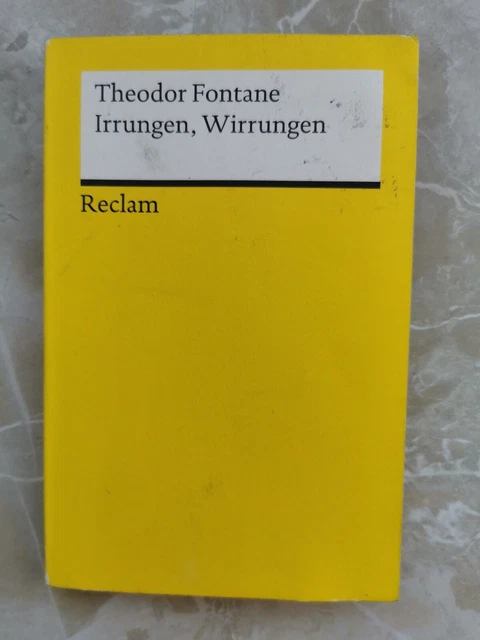 Theodor Fontane
Irrungen, Wirrungen
Reclam